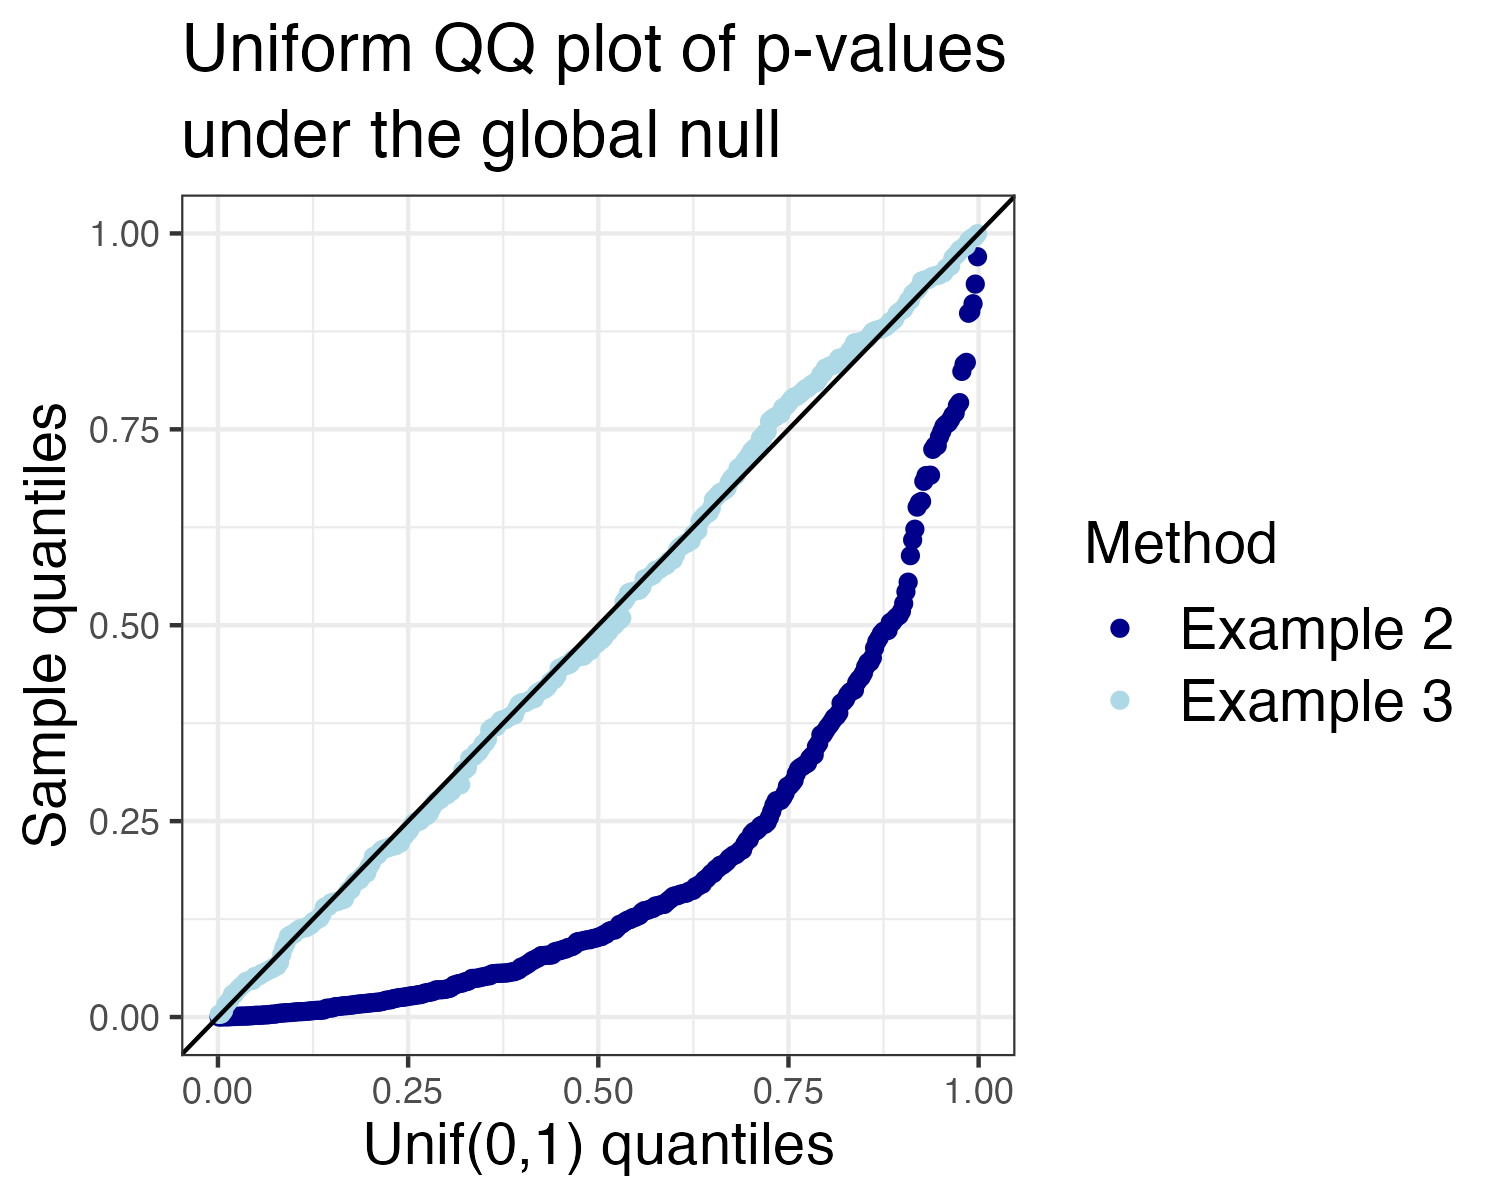 Uniform QQ plot of p-values
under the global null
Sample quantiles
1.00
0.75
0.50
0.25
0.00
0.00 0.25 0.50 0.75 1.00
Unif(0,1) quantiles
Method
Example 2
Example 3